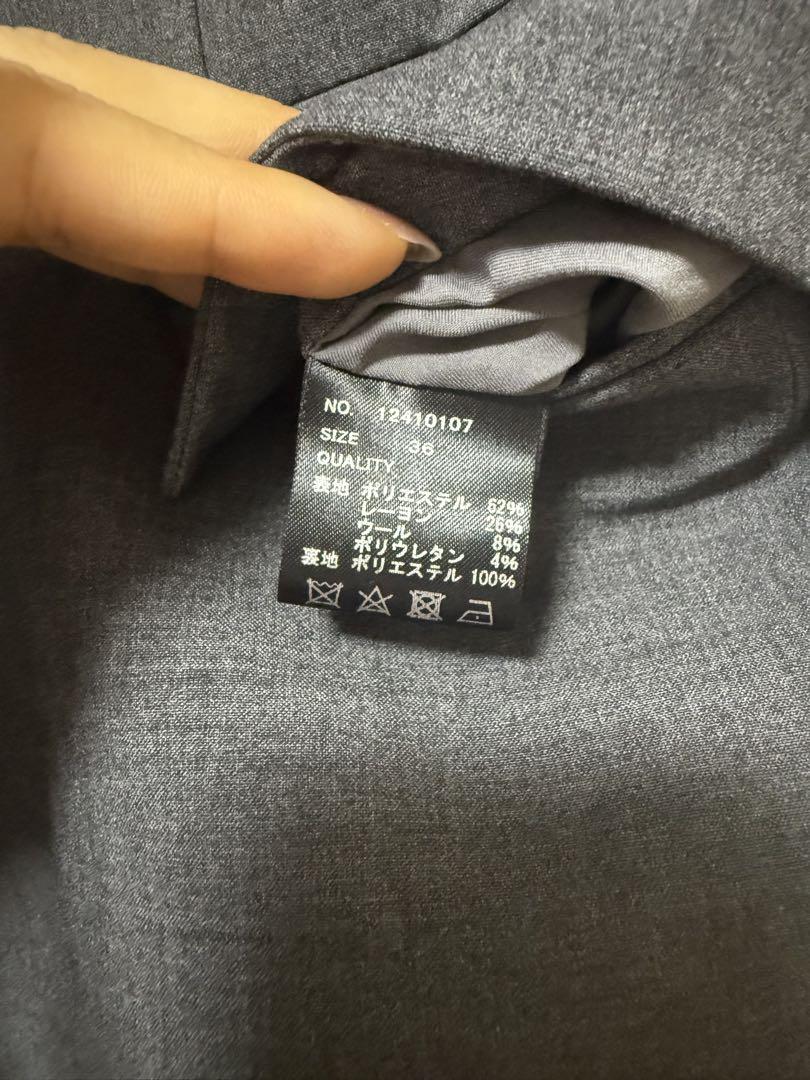 NO. 12410107
SIZE 36
QUALITY
表地 ポリエステル 62%
レーヨン 26%
ウール 8%
ポリウレタン 4%
裏地 ポリエステル 100%